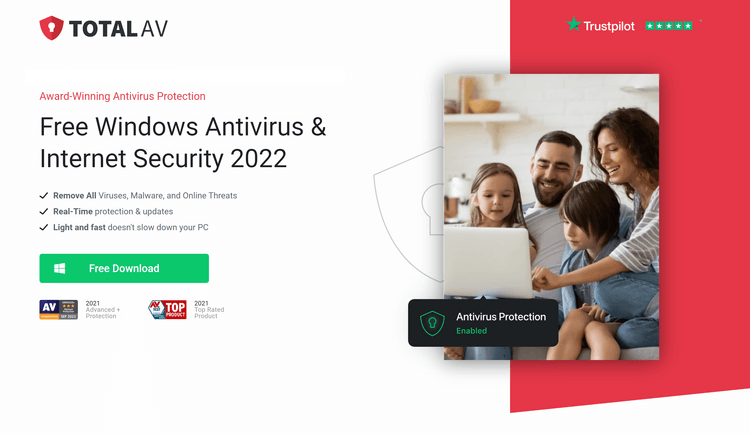 TOTAL AV
Trustpilot
Award-Winning Antivirus Protection
Free Windows Antivirus &
Internet Security 2022
Remove All Viruses, Malware, and Online Threats
Real-Time protection & updates
Light and fast doesn't slow down your PC
Free Download
AV
2021
Advanced +
Protection
TOP
PRODUCT
2021
Top Rated
Product
Antivirus Protection
Enabled